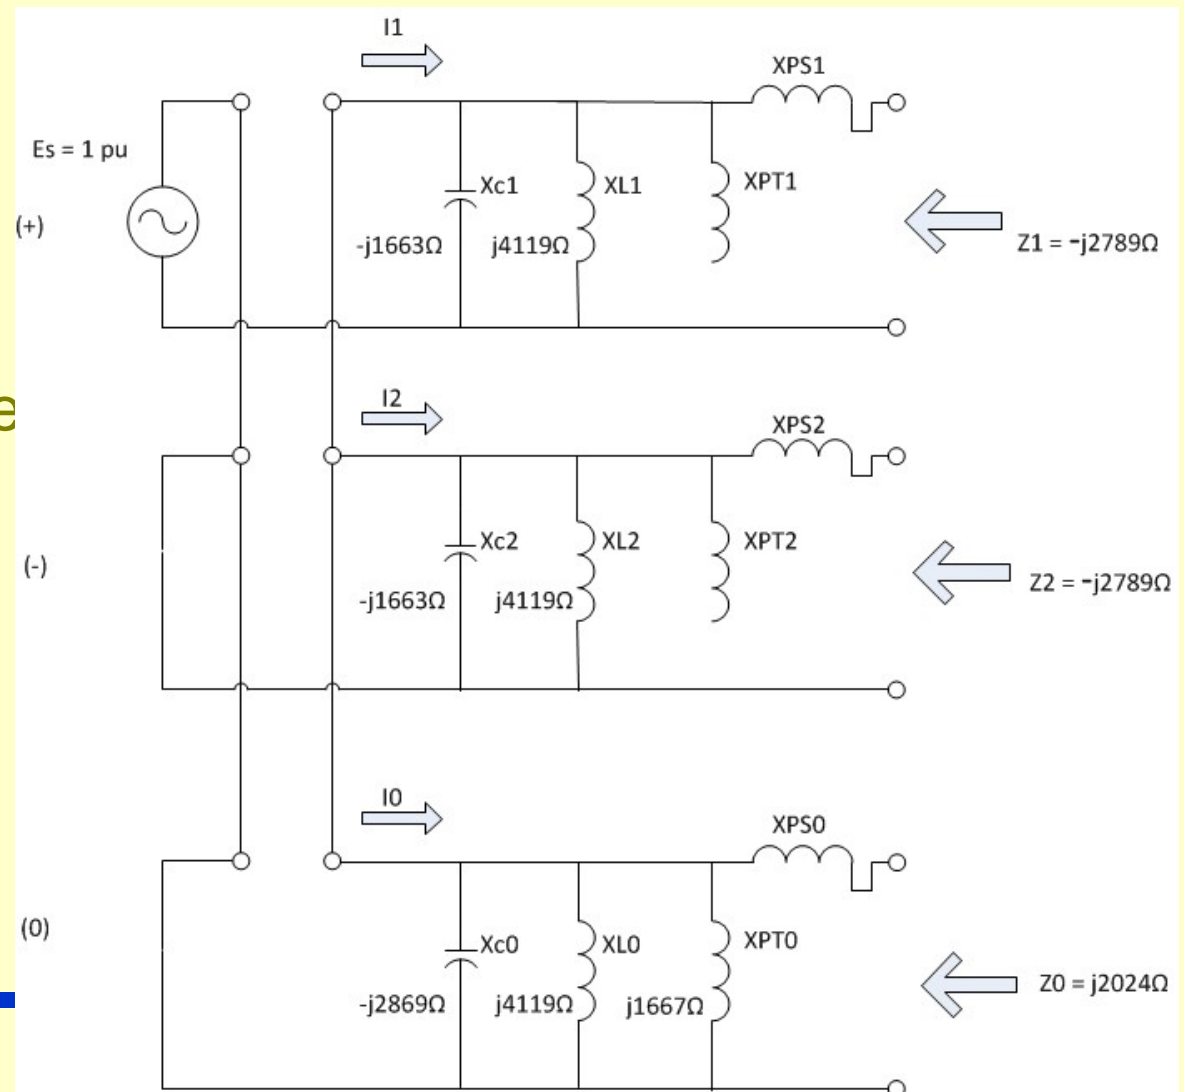 I1
XPS1
Es = 1 pu
Xc1
XL1
XPT1
(+)
-j1663Ω
j4119Ω
Z1 = -j2789Ω
I2
e
XPS2
Xc2
XL2
XPT2
(-)
-j1663Ω
j4119Ω
Z2 = -j2789Ω
I0
XPS0
(0)
Xc0
XL0
XPT0
-j2869Ω
j4119Ω
j1667Ω
Z0 = j2024Ω